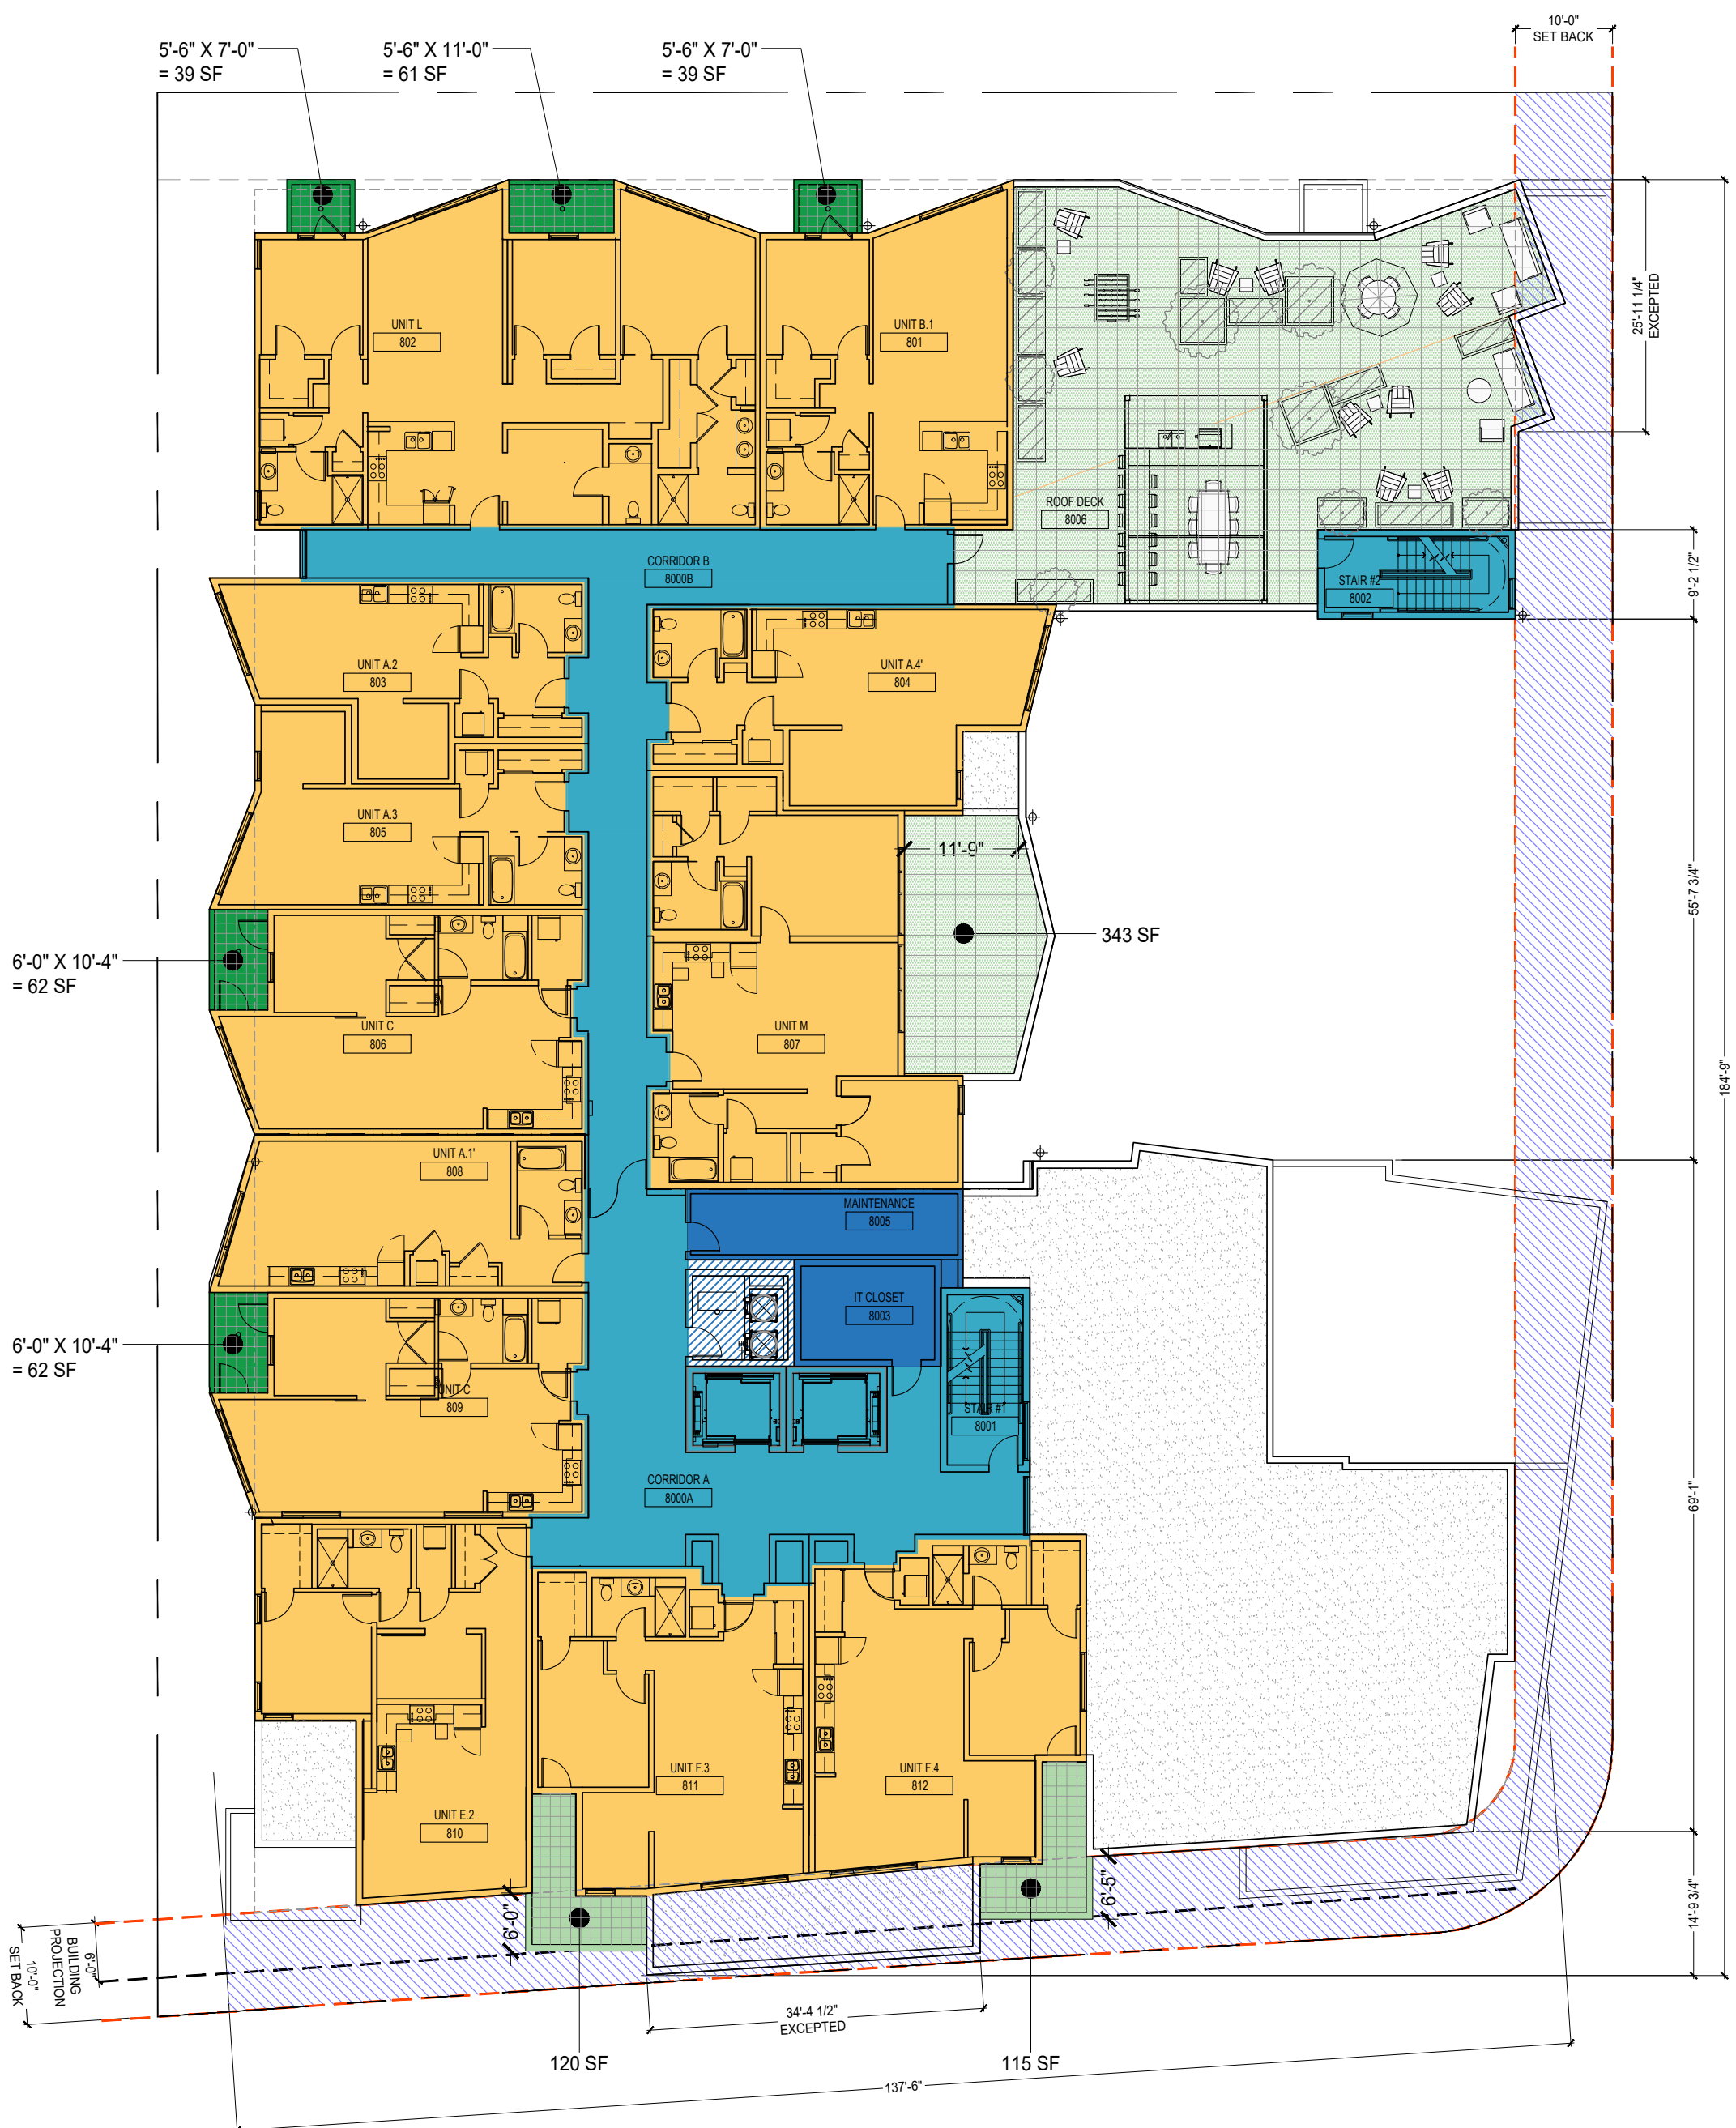 10'-0"
SET BACK
5'-6" X 7'-0"
= 39 SF
5'-6" X 11'-0"
= 61 SF
5'-6" X 7'-0"
= 39 SF
25'-11 1/4"
EXCEPTED
UNIT L
802
UNIT B.1
801
ROOF DECK
8006
CORRIDOR B
8000B
STAIR #2
8002
9'-2 1/2"
UNIT A.2
803
UNIT A.4'
804
UNIT A.3
805
11'-9"
55'-7 3/4"
343 SF
6'-0" X 10'-4"
= 62 SF
UNIT C
806
UNIT M
807
184'-9"
UNIT A.1'
808
MAINTENANCE
8005
IT CLOSET
8003
6'-0" X 10'-4"
= 62 SF
UNIT C
809
STAIR #1
8001
CORRIDOR A
8000A
69'-1"
UNIT F.3
811
UNIT F.4
812
UNIT E.2
810
6'-0"
6'-5"
14'-9 3/4"
6'-0"
BUILDING
PROJECTION
10'-0"
SET BACK
34'-4 1/2"
EXCEPTED
120 SF
115 SF
137'-6"